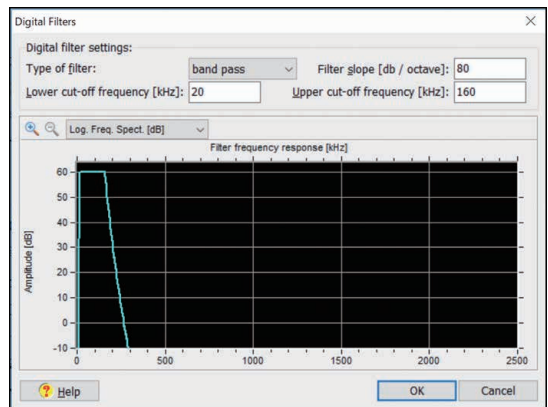 Digital Filters
Digital filter settings:
Type of filter: band pass Filter slope [db / octave]: 80
Lower cut-off frequency [kHz]: 20 Upper cut-off frequency [kHz]: 160
Log. Freq. Spect. [dB]
Filter frequency response [kHz]
Amplitude [dB]
60
50
40
30
20
10
0
-10
0 500 1000 1500 2000 2500
Help OK Cancel